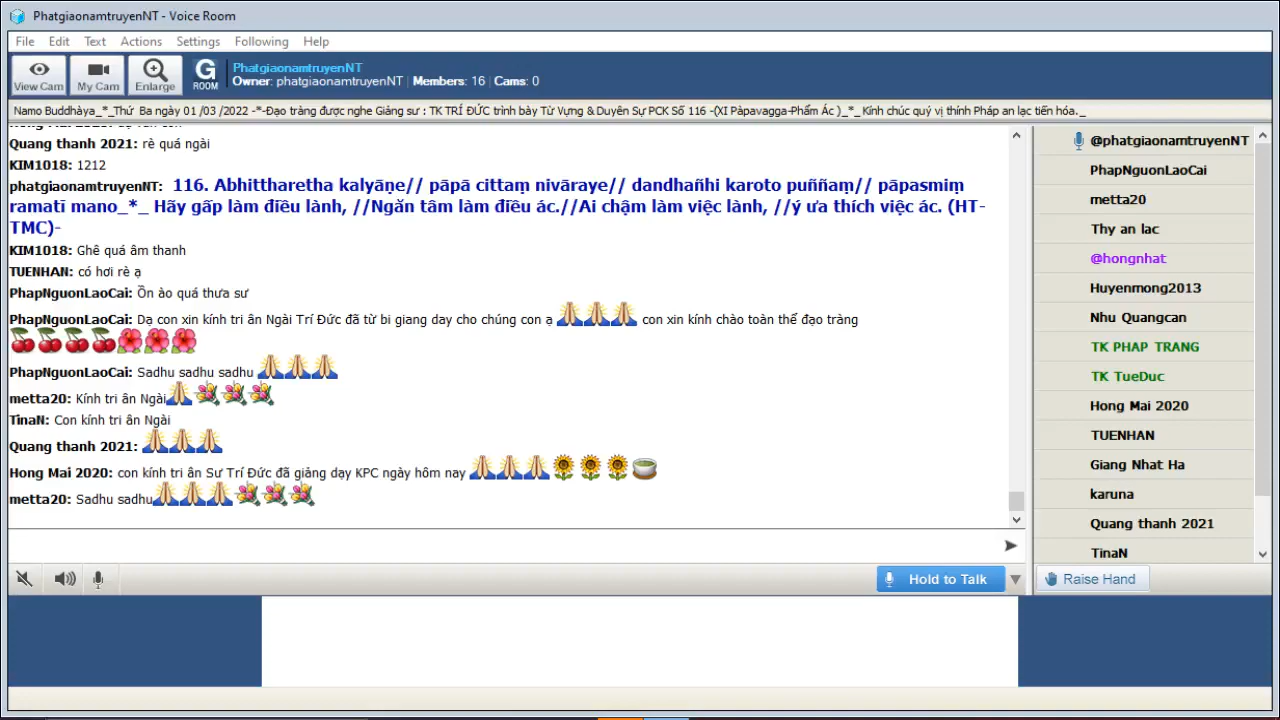 PhatgiaonamtruyenNT - Voice Room
File Edit Text Actions Settings Following Help
View Cam My Cam Enlarge G ROOM
PhatgiaonamtruyenNT
Owner: phatgiaonamtruyenNT | Members: 16 | Cams: 0
Namo Buddhàya_*_Thứ Ba ngày 01 /03 /2022 -*-Đạo tràng được nghe Giảng sư : TK TRÍ ĐỨC trình bày Từ Vựng & Duyên Sự PCK Số 116 -(XI Pàpavagga-Phẩm Ác )_*_ Kính chúc quý vị thính Pháp an lạc tiến hóa._
Quang thanh 2021: rè quá ngài
KIM1018: 1212
phatgiaonamtruyenNT: 116. Abhittharetha kalyāṇe// pāpā cittaṃ nivāraye// dandhañhi karoto puññaṃ// pāpasmiṃ
ramatī mano_*_ Hãy gấp làm điều lành, //Ngăn tâm làm điều ác.//Ai chậm làm việc lành, //ý ưa thích việc ác. (HT-
TMC)-
KIM1018: Ghê quá âm thanh
TUENHAN: có hơi rè ạ
PhapNguonLaoCai: Ồn ào quá thưa sư
PhapNguonLaoCai: Dạ con xin kính tri ân Ngài Trí Đức đã từ bi giang day cho chúng con ạ 🙏🙏🙏 con xin kính chào toàn thể đạo tràng
🍒🍒🍒🍒🌺🌺🌺
PhapNguonLaoCai: Sadhu sadhu sadhu 🙏🙏🙏
metta20: Kính tri ân Ngài🙏💐💐💐
TinaN: Con kính tri ân Ngài
Quang thanh 2021: 🙏🙏🙏
Hong Mai 2020: con kính tri ân Sư Trí Đức đã giảng dạy KPC ngày hôm nay 🙏🙏🙏🌻🌻🌻🍵
metta20: Sadhu sadhu🙏🙏🙏💐💐💐
@phatgiaonamtruyenNT
PhapNguonLaoCai
metta20
Thy an lac
@hongnhat
Huyenmong2013
Nhu Quangcan
TK PHAP TRANG
TK TueDuc
Hong Mai 2020
TUENHAN
Giang Nhat Ha
karuna
Quang thanh 2021
TinaN
Hold to Talk
Raise Hand